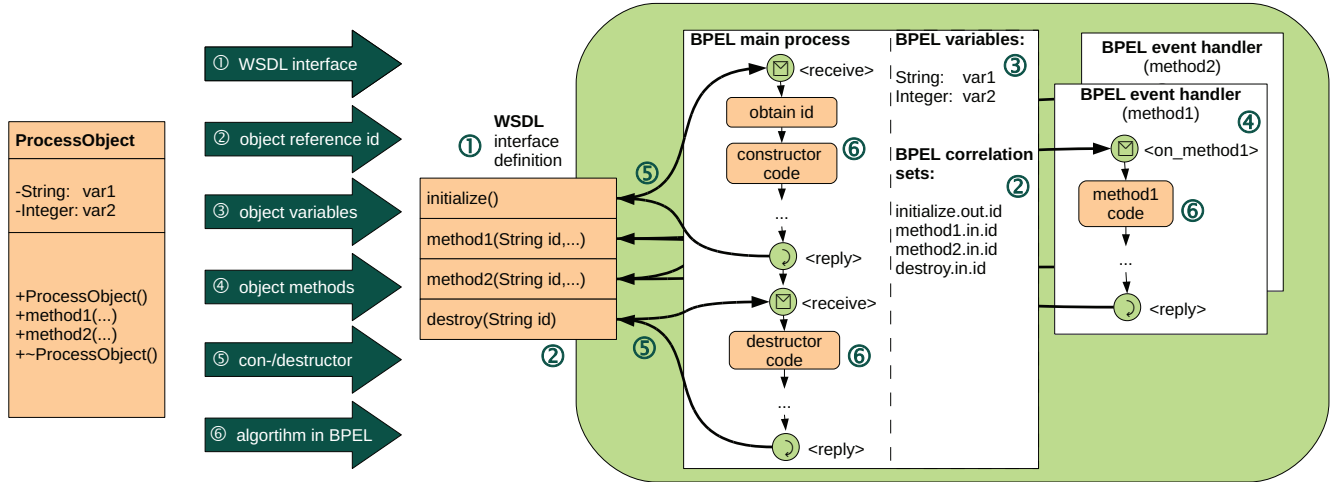 ProcessObject
-String: var1
-Integer: var2
+ProcessObject()
+method1(...)
+method2(...)
+~ProcessObject()
① WSDL interface
② object reference id
③ object variables
④ object methods
⑤ con-/destructor
⑥ algortihm in BPEL
① WSDL
interface
definition
initialize()
method1(String id,...)
method2(String id,...)
destroy(String id)
②
⑤
⑤
BPEL main process
<receive>
obtain id
constructor
code
⑥
...
<reply>
<receive>
destructor
code
⑥
...
<reply>
BPEL variables:
③
String: var1
Integer: var2
BPEL correlation
sets:
②
initialize.out.id
method1.in.id
method2.in.id
destroy.in.id
BPEL event handler
(method2)
BPEL event handler
(method1)
④
<on_method1>
method1
code
⑥
...
<reply>